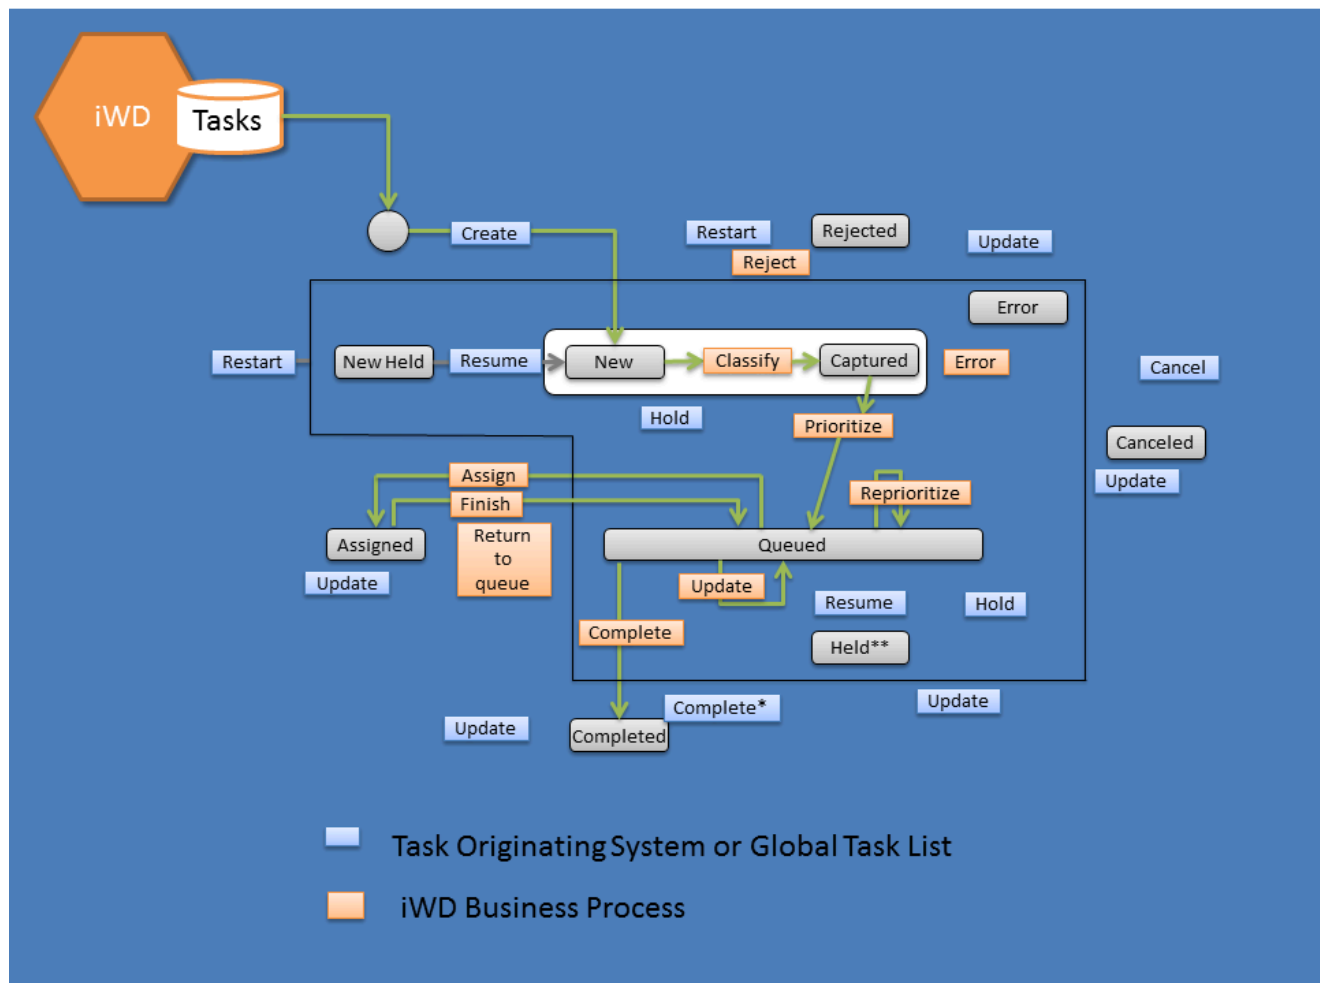 iWD
Tasks
Create
Restart
Rejected
Update
Reject
Error
Restart
New Held
Resume
New
Classify
Captured
Error
Cancel
Hold
Prioritize
Canceled
Assign
Update
Reprioritize
Finish
Assigned
Return
to
queue
Queued
Update
Update
Resume
Hold
Complete
Held**
Update
Complete*
Update
Completed
Task Originating System or Global Task List
iWD Business Process